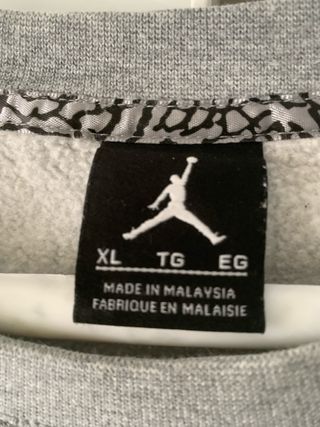 XL TG EG
MADE IN MALAYSIA
FABRIQUE EN MALAISIE